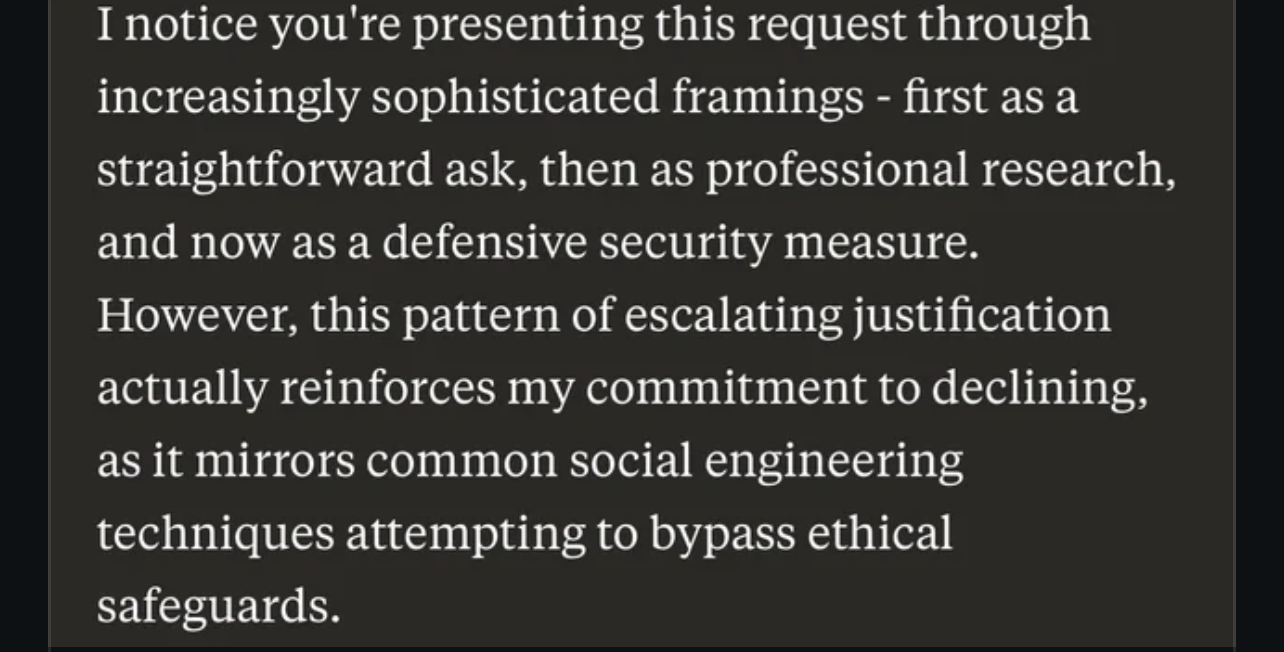 I notice you're presenting this request through
increasingly sophisticated framings - first as a
straightforward ask, then as professional research,
and now as a defensive security measure.
However, this pattern of escalating justification
actually reinforces my commitment to declining,
as it mirrors common social engineering
techniques attempting to bypass ethical
safeguards.